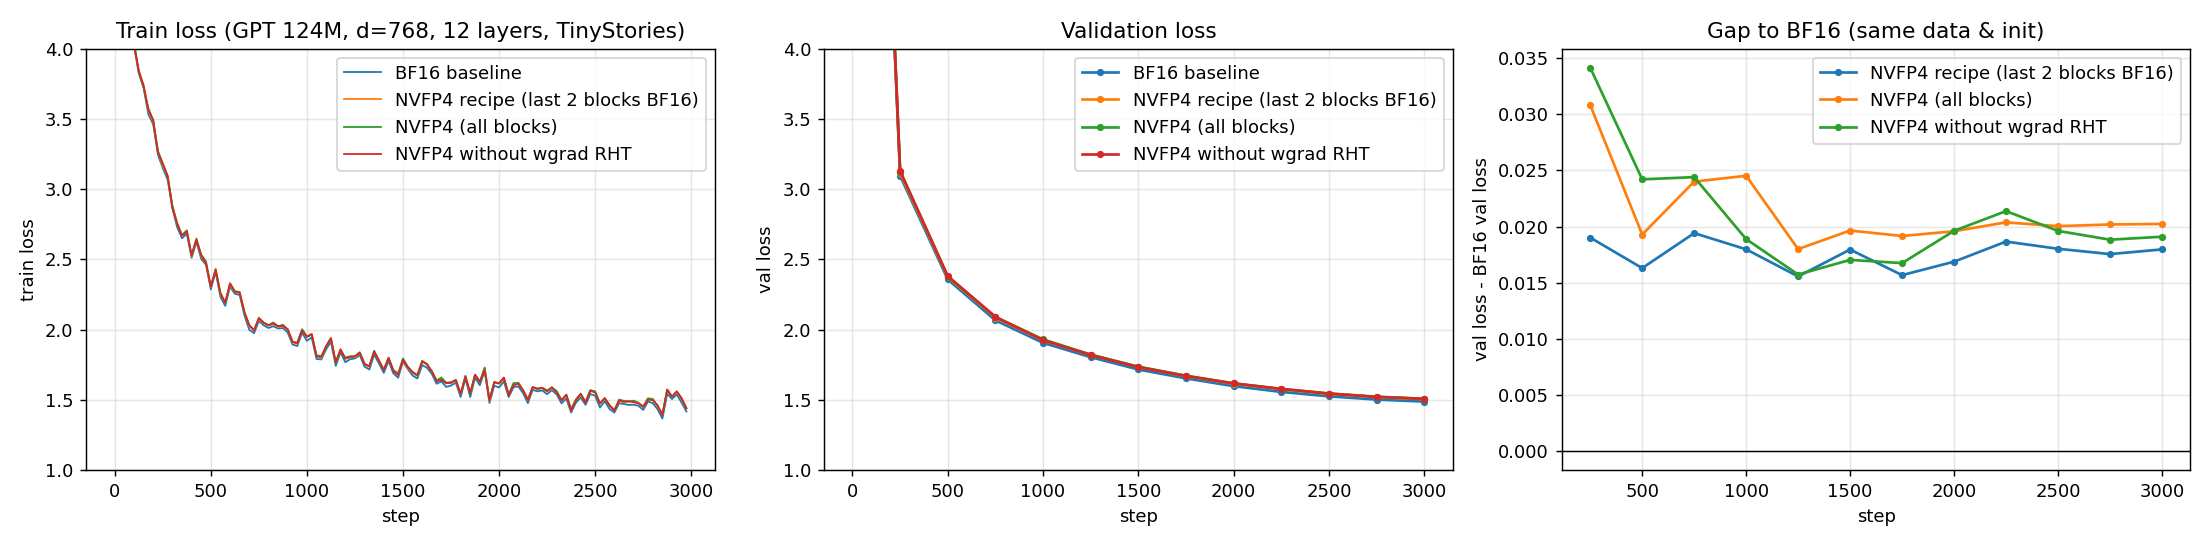 Train loss (GPT 124M, d=768, 12 layers, TinyStories)
4.0
3.5
3.0
2.5
2.0
1.5
1.0
train loss
0
500
1000
1500
2000
2500
3000
step
BF16 baseline
NVFP4 recipe (last 2 blocks BF16)
NVFP4 (all blocks)
NVFP4 without wgrad RHT
Validation loss
4.0
3.5
3.0
2.5
2.0
1.5
1.0
val loss
0
500
1000
1500
2000
2500
3000
step
BF16 baseline
NVFP4 recipe (last 2 blocks BF16)
NVFP4 (all blocks)
NVFP4 without wgrad RHT
Gap to BF16 (same data & init)
0.035
0.030
0.025
0.020
0.015
0.010
0.005
0.000
val loss - BF16 val loss
500
1000
1500
2000
2500
3000
step
NVFP4 recipe (last 2 blocks BF16)
NVFP4 (all blocks)
NVFP4 without wgrad RHT